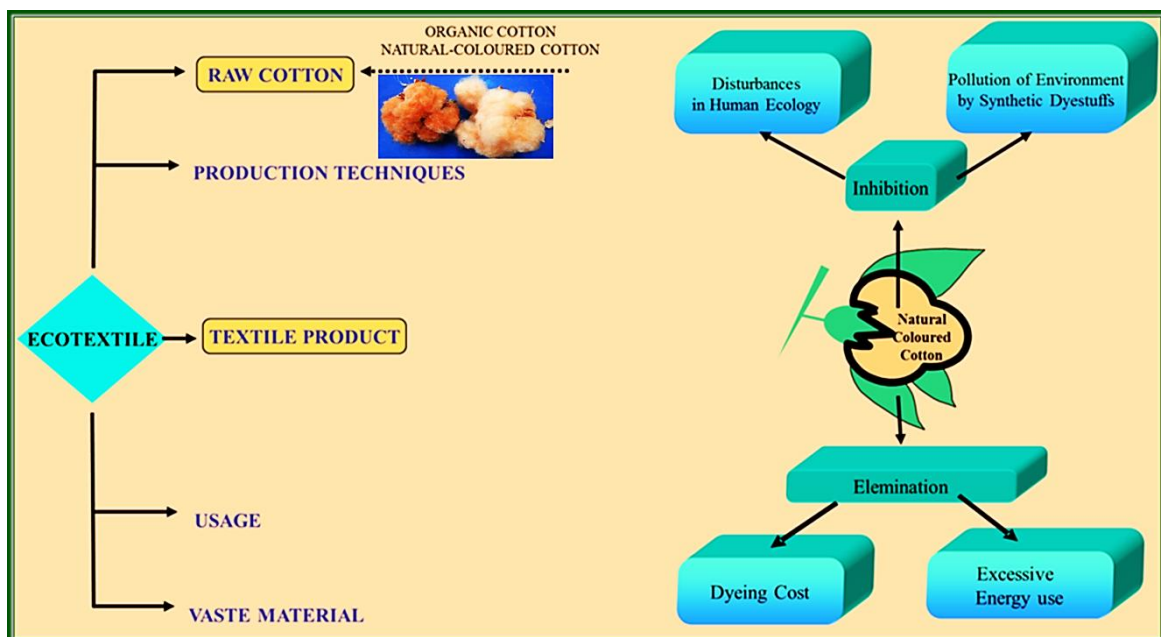 ORGANIC COTTON
NATURAL-COLOURED COTTON
RAW COTTON
PRODUCTION TECHNIQUES
ECOTEXTILE
TEXTILE PRODUCT
USAGE
VASTE MATERIAL
Disturbances
in Human Ecology
Pollution of Environment
by Synthetic Dyestuffs
Inhibition
Natural
Coloured
Cotton
Elemination
Dyeing Cost
Excessive
Energy use